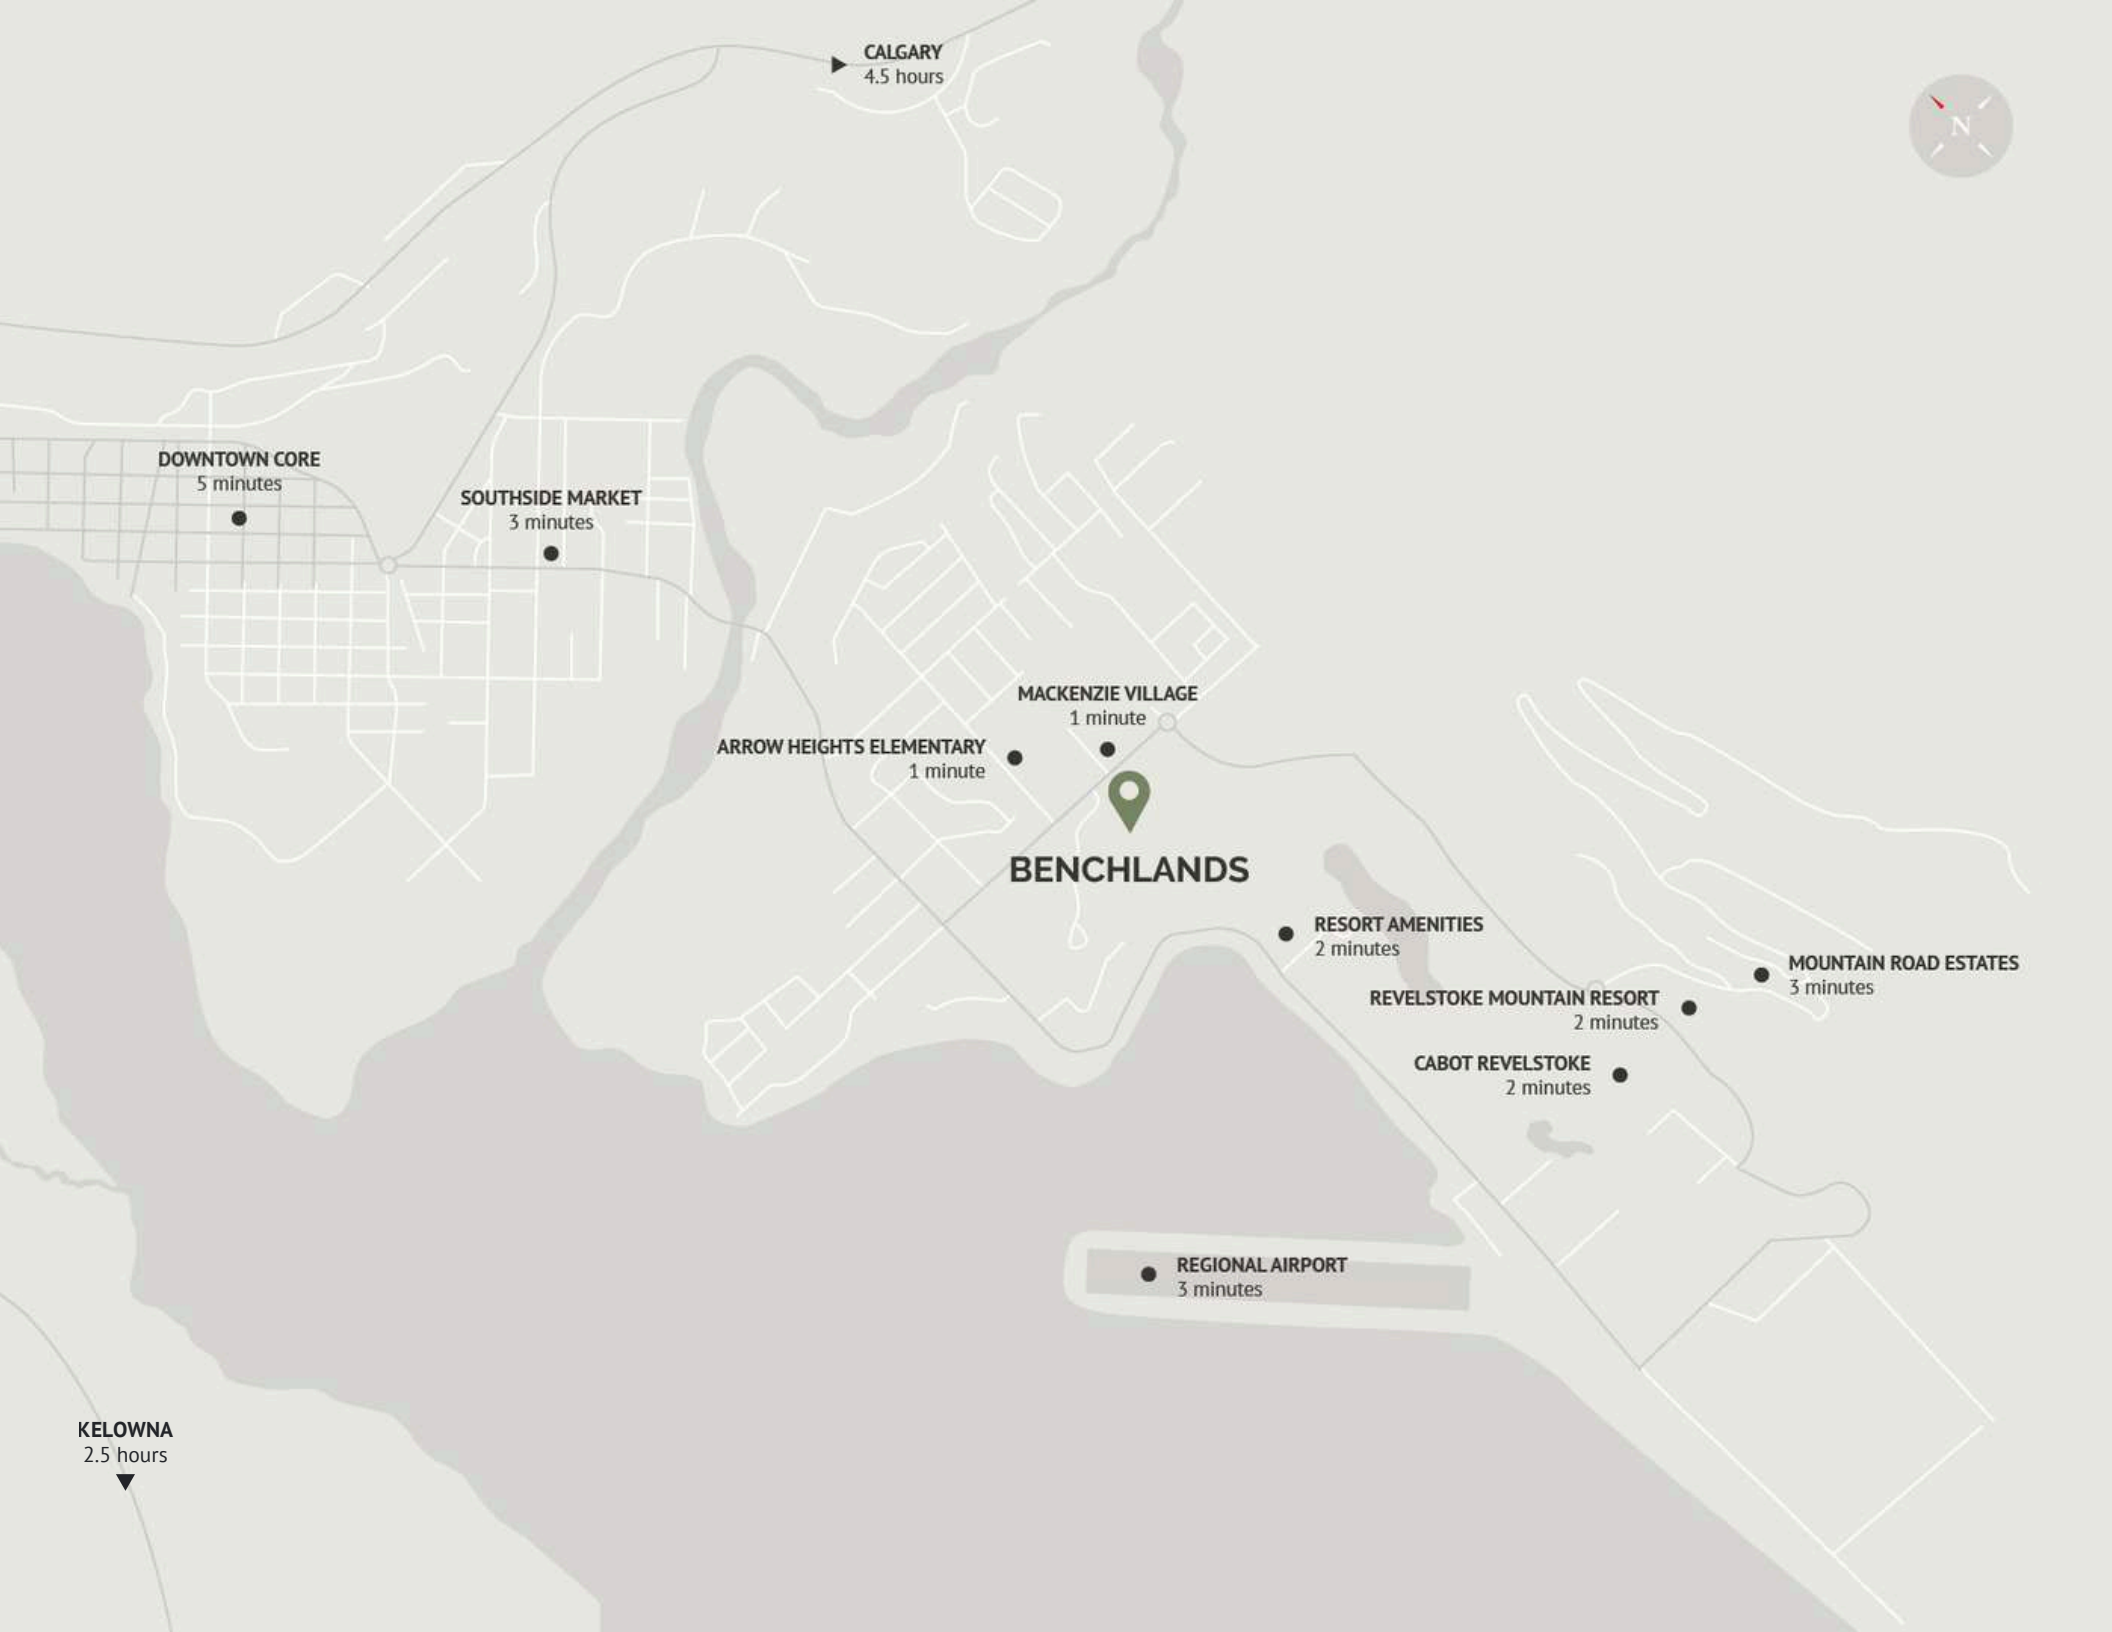 CALGARY
4.5 hours
N
DOWNTOWN CORE
5 minutes
SOUTHSIDE MARKET
3 minutes
MACKENZIE VILLAGE
1 minute
ARROW HEIGHTS ELEMENTARY
1 minute
BENCHLANDS
RESORT AMENITIES
2 minutes
MOUNTAIN ROAD ESTATES
3 minutes
REVELSTOKE MOUNTAIN RESORT
2 minutes
CABOT REVELSTOKE
2 minutes
REGIONAL AIRPORT
3 minutes
KELOWNA
2.5 hours